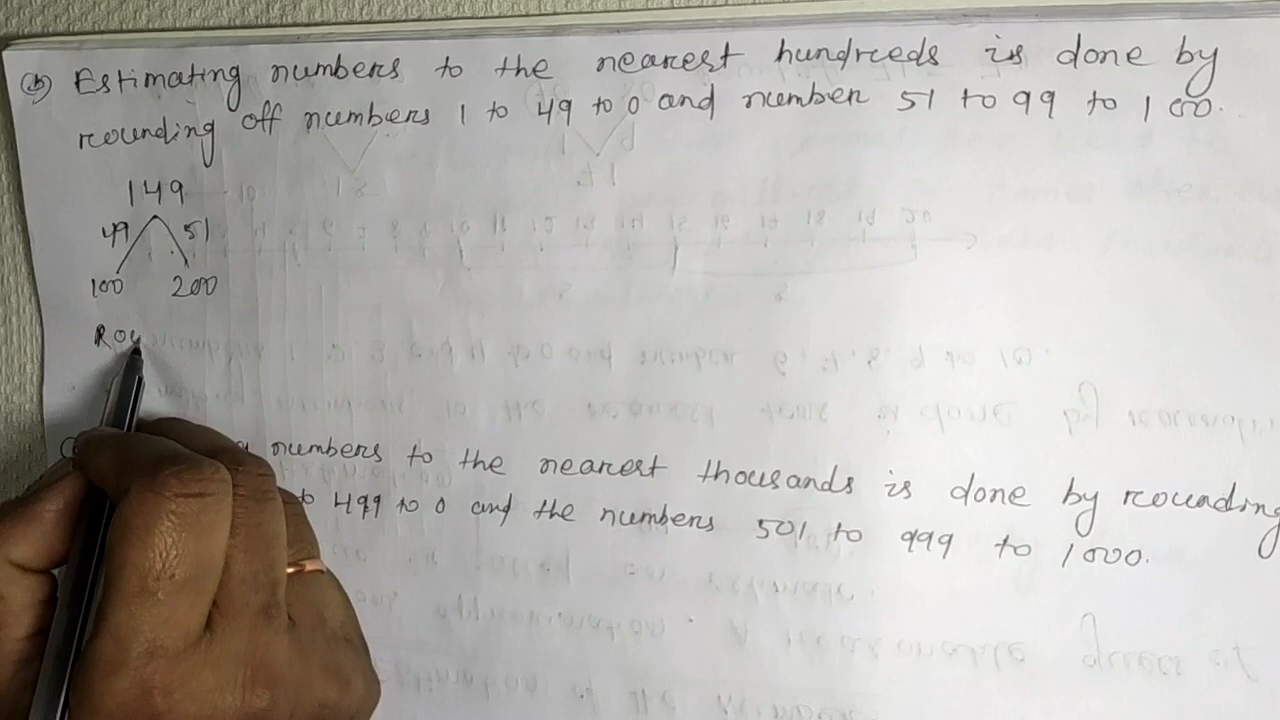 (b) Estimating numbers to the nearest hundreds is done by
rounding off numbers 1 to 49 to 0 and number 51 to 99 to 100.
149
49 51
100 200
Rou
numbers to the nearest thousands is done by rounding
to 499 to 0 and the numbers 501 to 999 to 1000.